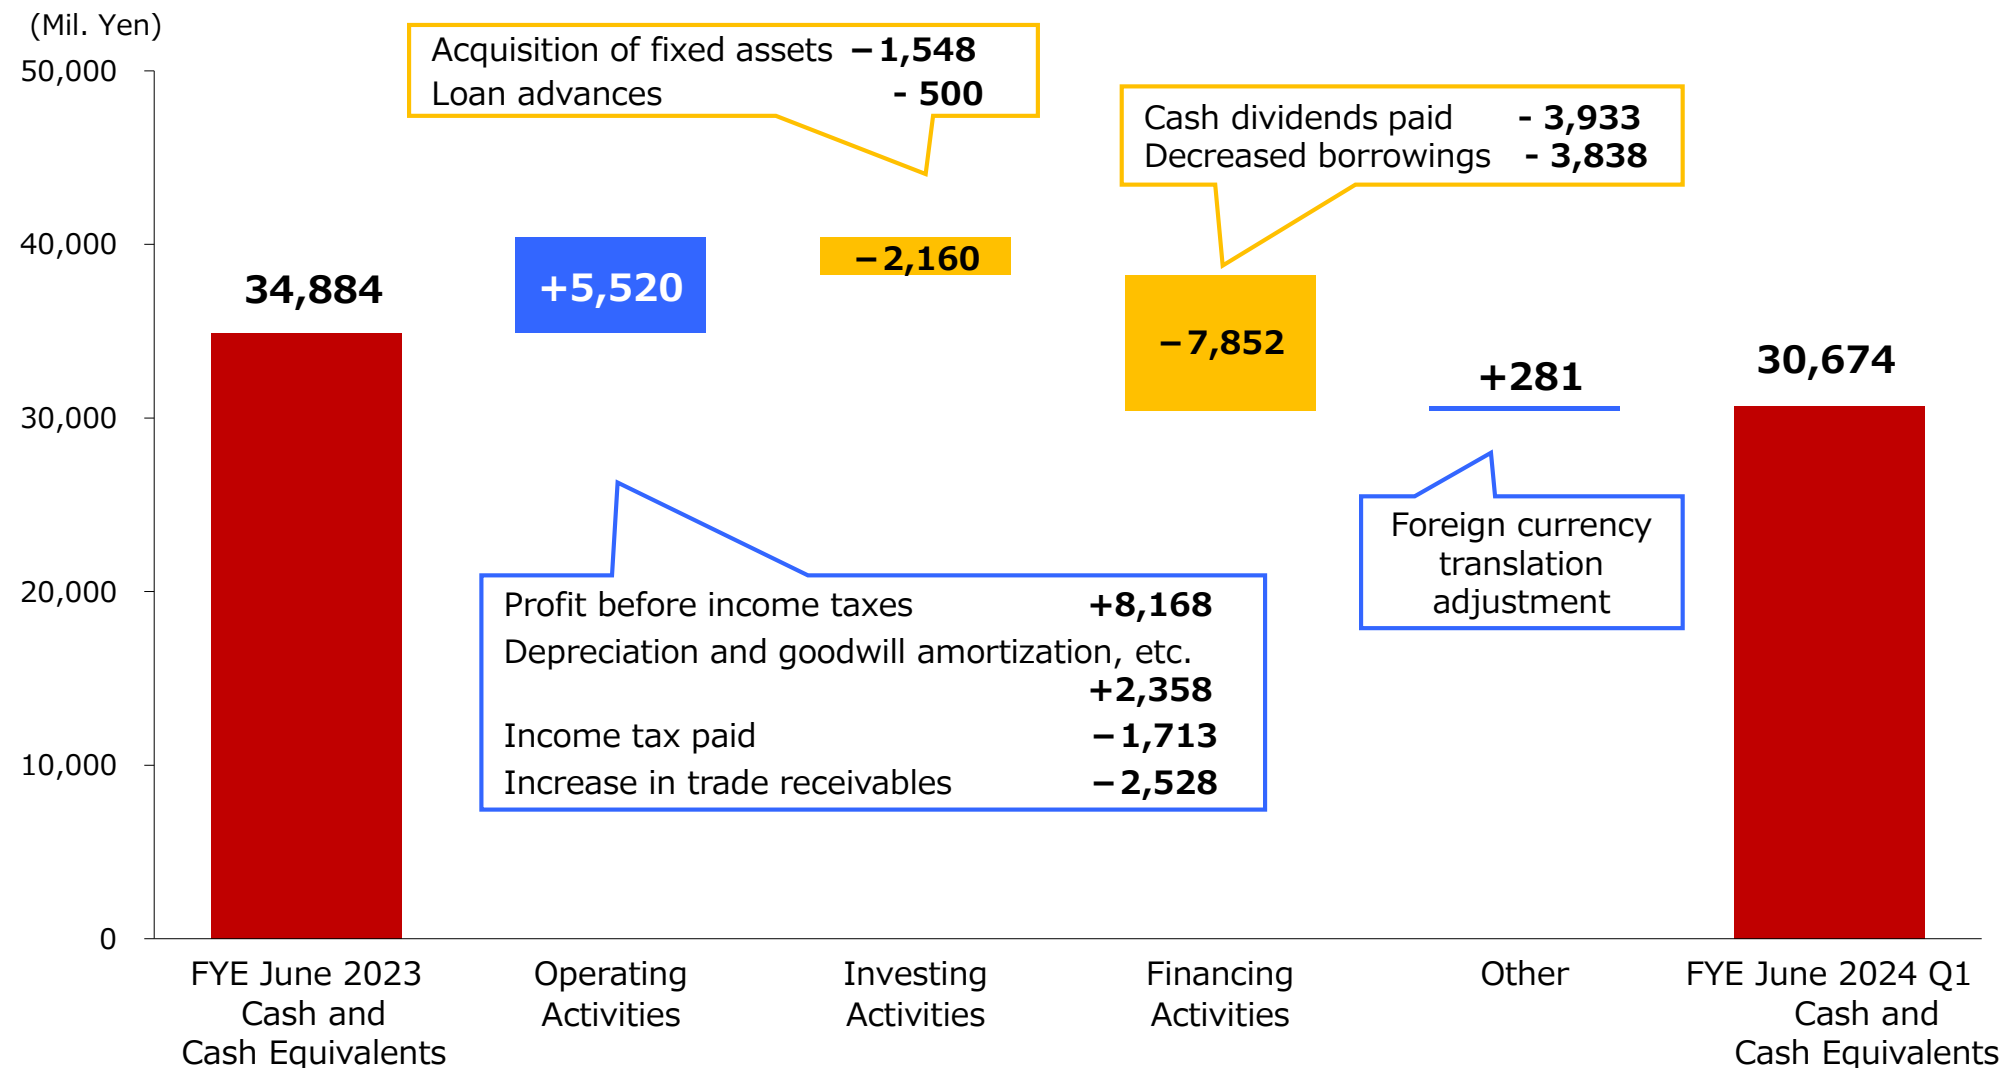 (Mil. Yen)
50,000
40,000
30,000
20,000
10,000
0
Acquisition of fixed assets －1,548
Loan advances - 500
Cash dividends paid - 3,933
Decreased borrowings - 3,838
34,884
+5,520
－2,160
－7,852
+281
30,674
Profit before income taxes +8,168
Depreciation and goodwill amortization, etc.
+2,358
Income tax paid －1,713
Increase in trade receivables －2,528
Foreign currency
translation
adjustment
FYE June 2023
Cash and
Cash Equivalents
Operating
Activities
Investing
Activities
Financing
Activities
Other
FYE June 2024 Q1
Cash and
Cash Equivalents